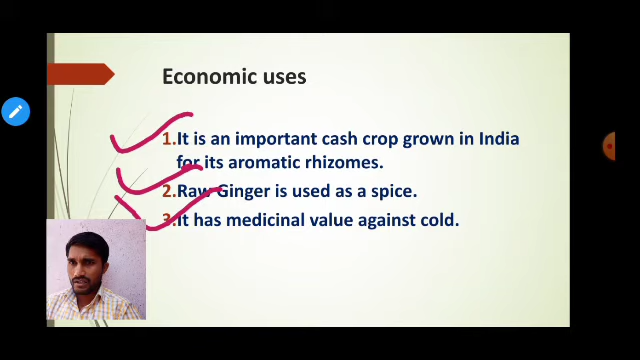 Economic uses
1.It is an important cash crop grown in India
for its aromatic rhizomes.
2.Raw Ginger is used as a spice.
3.It has medicinal value against cold.